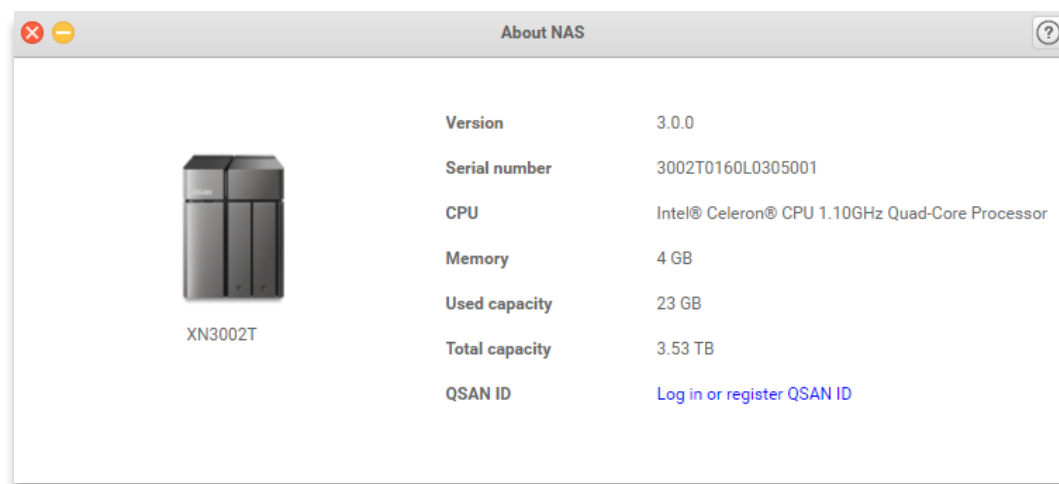 About NAS
?
Version 3.0.0
Serial number 3002T0160L0305001
CPU Intel® Celeron® CPU 1.10GHz Quad-Core Processor
Memory 4 GB
Used capacity 23 GB
XN3002T
Total capacity 3.53 TB
QSAN ID Log in or register QSAN ID